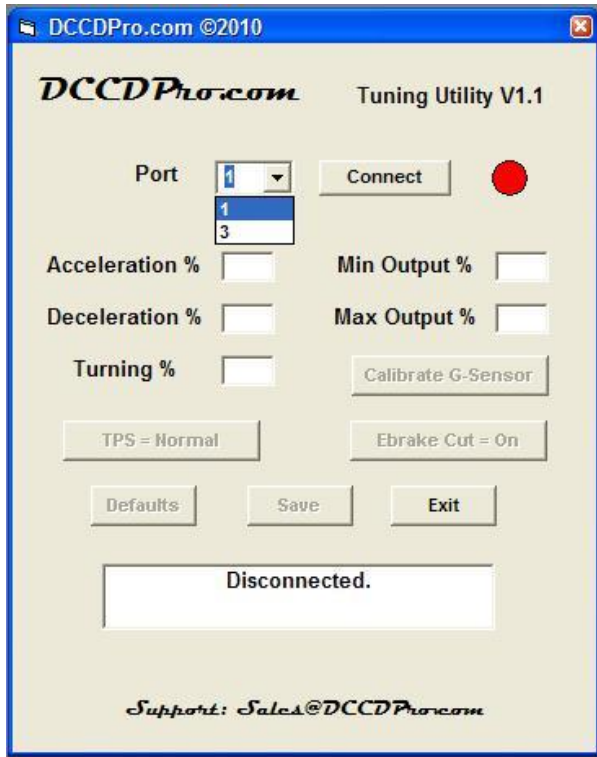 DCCDPro.com ©2010
DCCDPro.com Tuning Utility V1.1
Port 1 Connect
1
3
Acceleration % Min Output %
Deceleration % Max Output %
Turning % Calibrate G-Sensor
TPS = Normal Ebrake Cut = On
Defaults Save Exit
Disconnected.
Support: Sales@DCCDPro.com